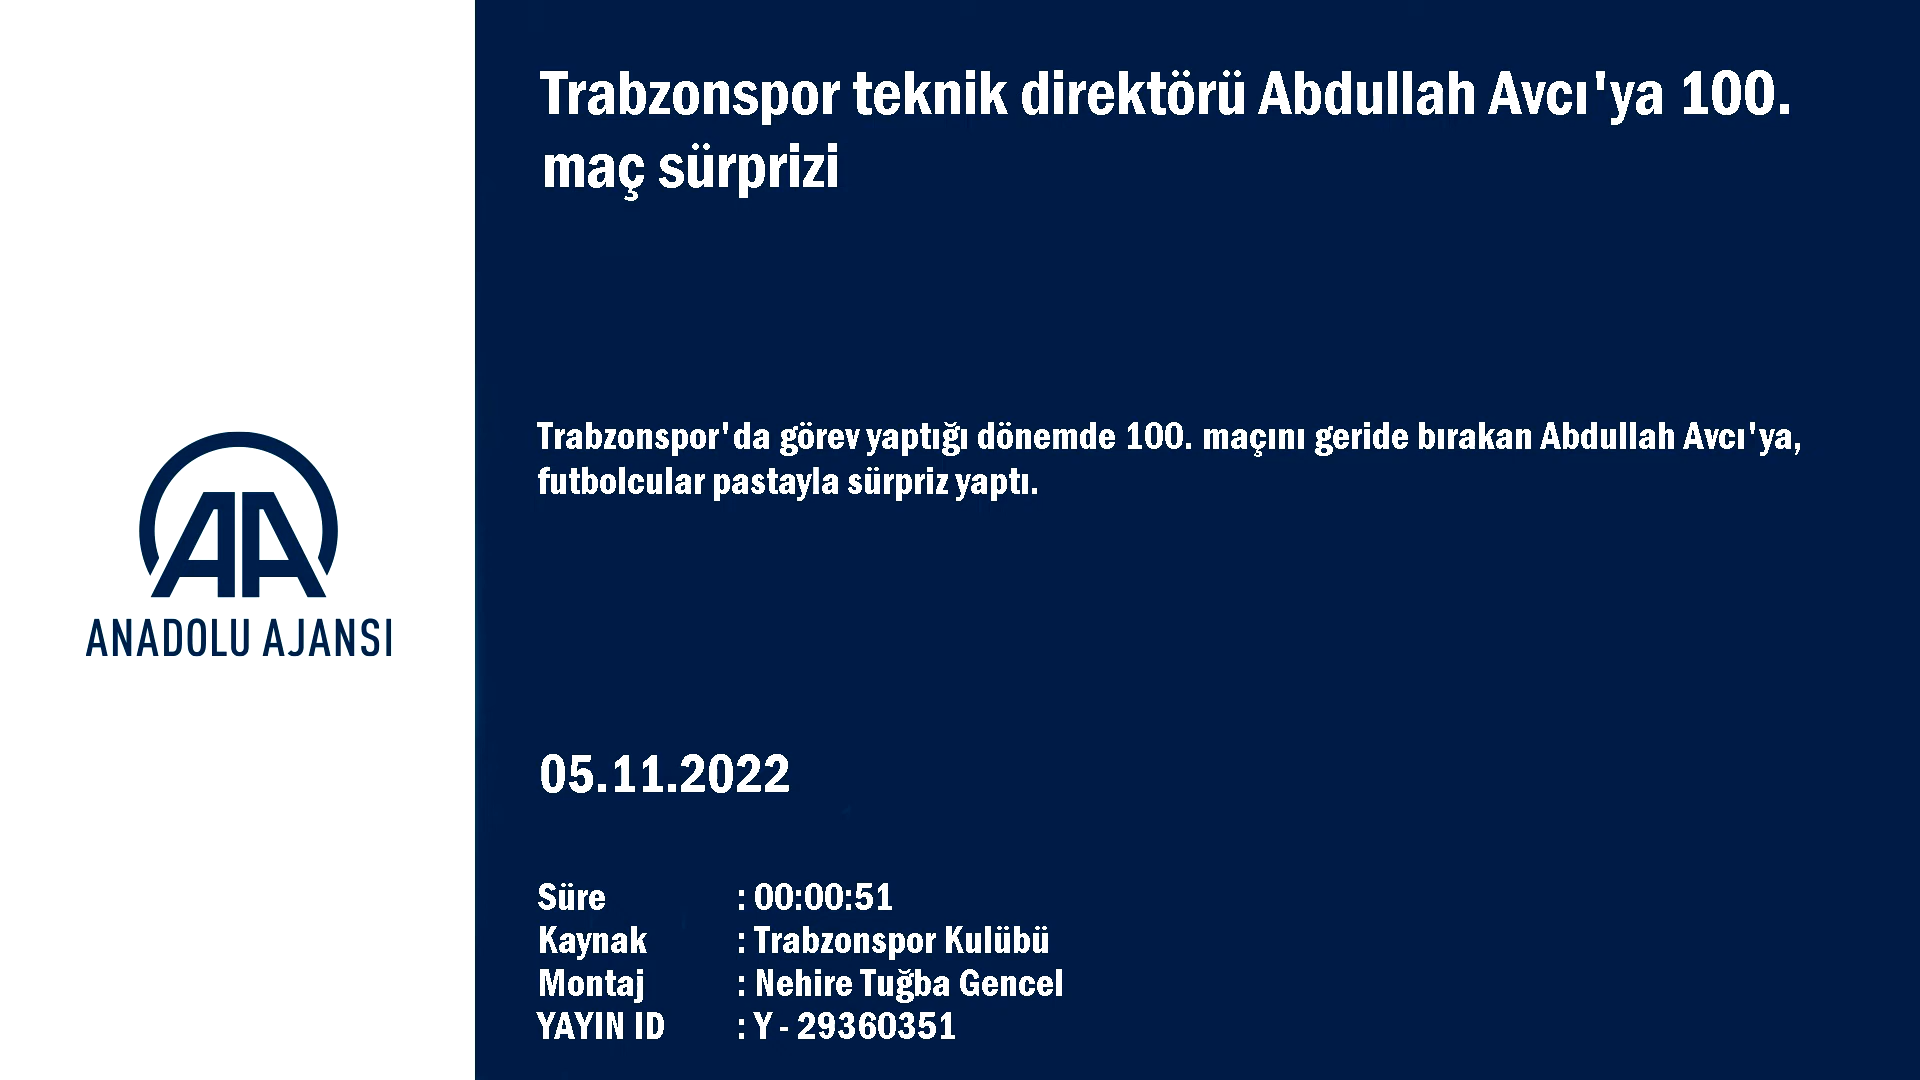 Trabzonspor teknik direktörü Abdullah Avcı'ya 100.
maç sürprizi
Trabzonspor'da görev yaptığı dönemde 100. maçını geride bırakan Abdullah Avcı'ya,
futbolcular pastayla sürpriz yaptı.
AA
ANADOLU AJANSI
05.11.2022
Süre : 00:00:51
Kaynak : Trabzonspor Kulübü
Montaj : Nehire Tuğba Gencel
YAYIN ID : Y - 29360351